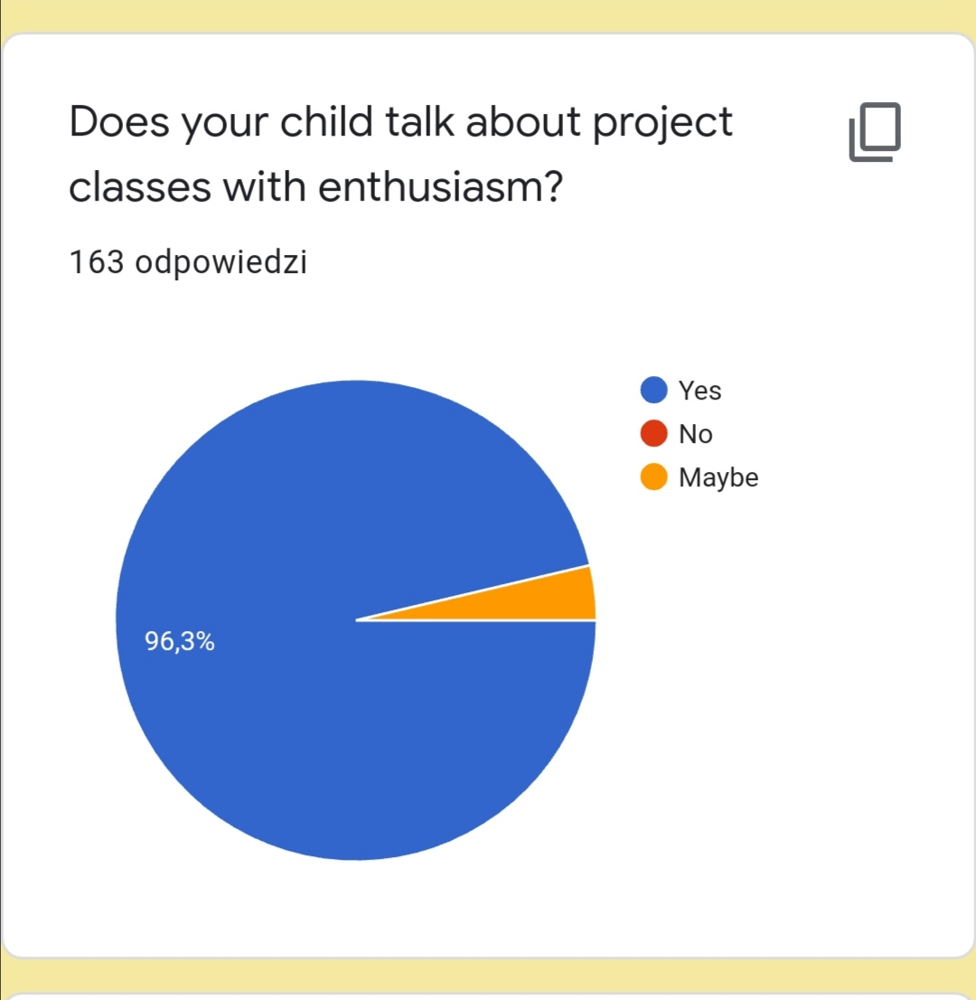 Does your child talk about project
classes with enthusiasm?
163 odpowiedzi
Yes
No
Maybe
96,3%